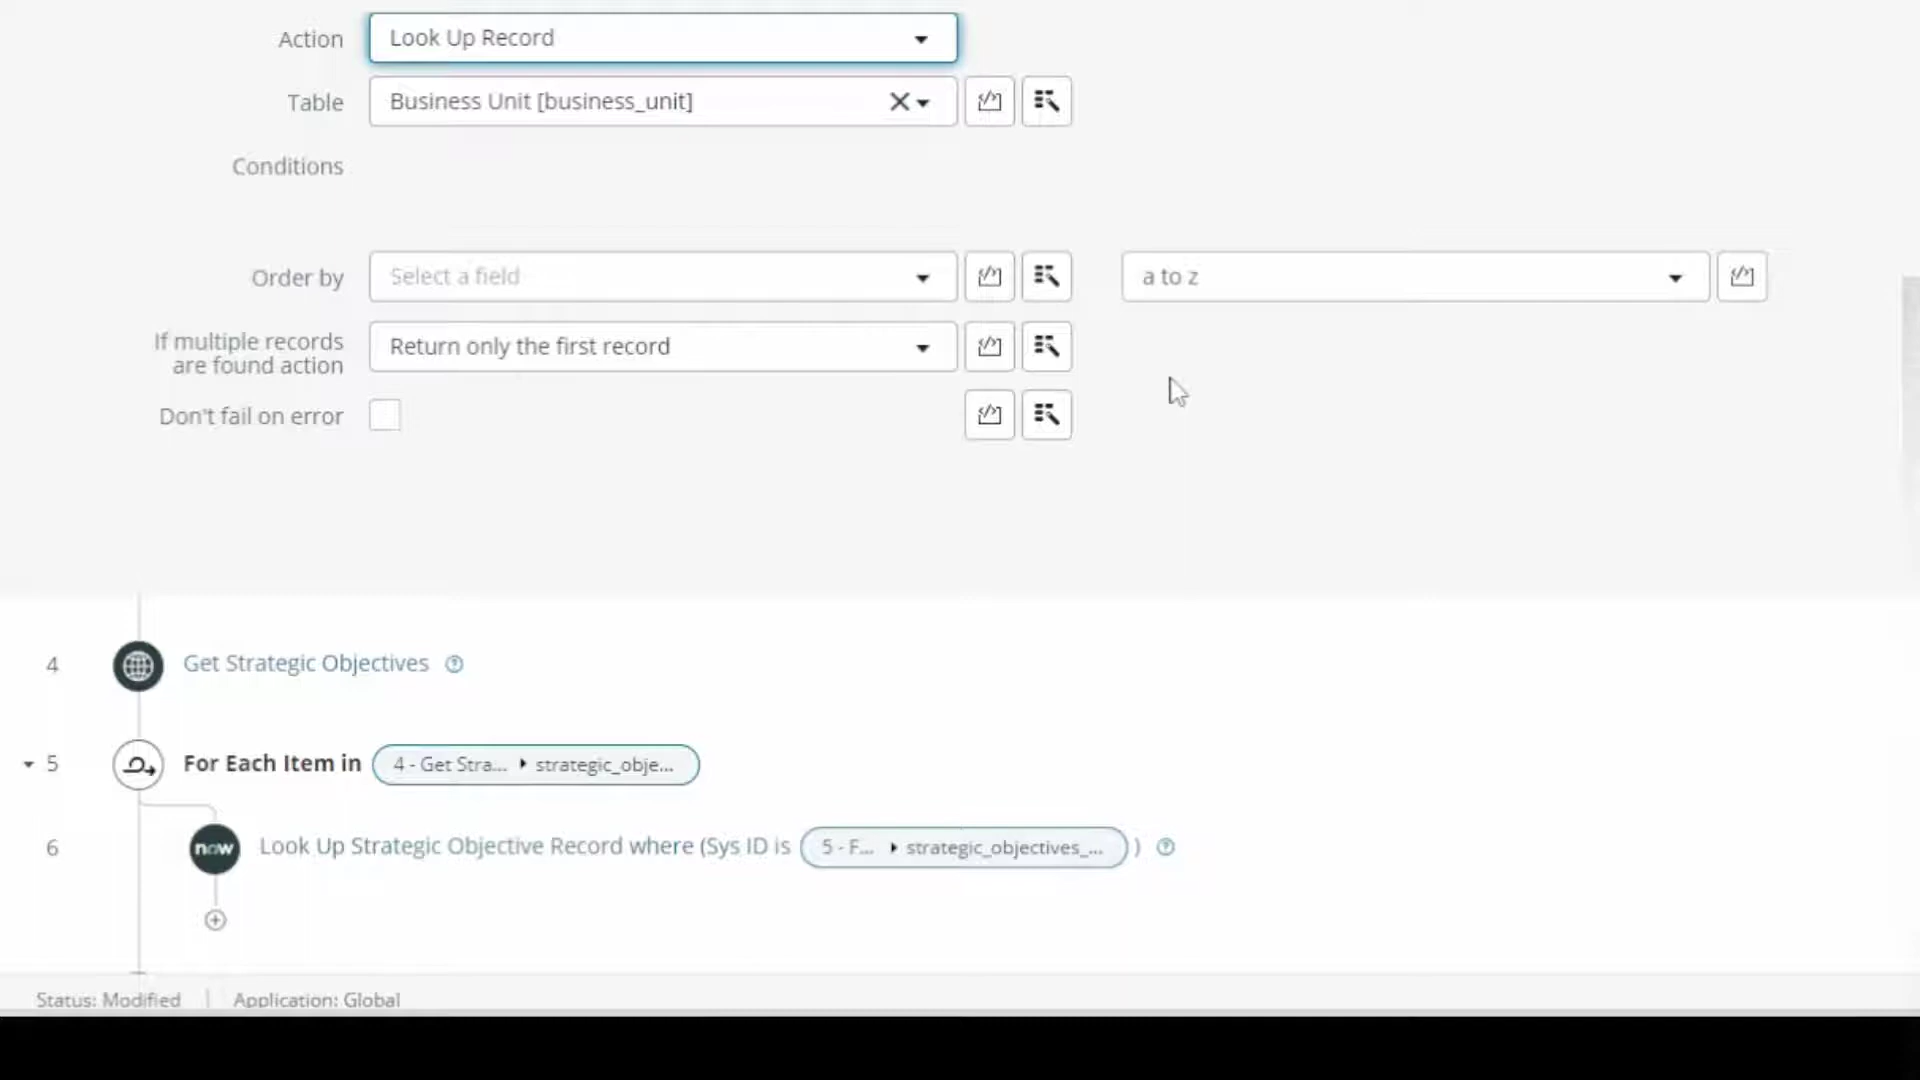 Action Look Up Record
Table Business Unit [business_unit]
Conditions
Order by Select a field a to z
If multiple records
are found action
Return only the first record
Don't fail on error
4 Get Strategic Objectives
5 For Each Item in 4 - Get Stra... strategic_obje...
6 now Look Up Strategic Objective Record where (Sys ID is 5 - F... strategic_objectives_... )
Status: Modified | Application: Global